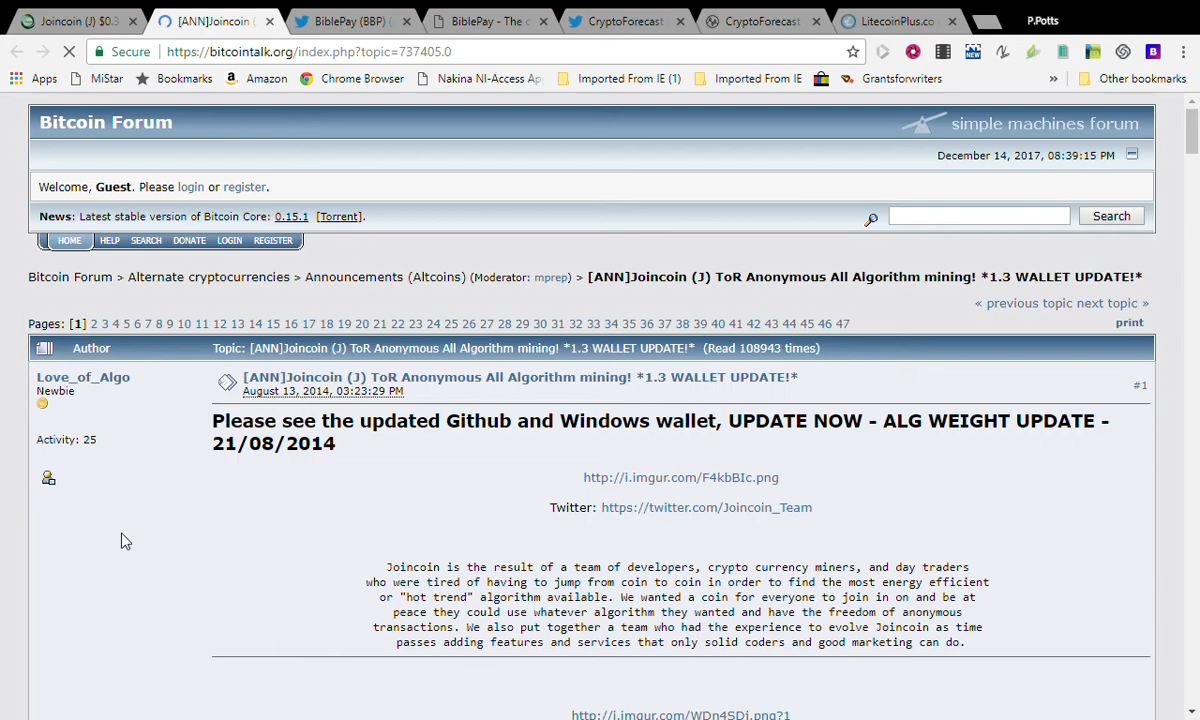 Joincoin (J) $0.3
[ANN]Joincoin (
BiblePay (BBP) (
BiblePay - The c
CryptoForecast
CryptoForecast
LitecoinPlus.co
P.Potts
Secure
https://bitcointalk.org/index.php?topic=737405.0
NEW
B
Apps
MiStar
Bookmarks
Amazon
Chrome Browser
Nakina NI-Access Ap
Imported From IE (1)
Imported From IE
Grantsforwriters
»
Other bookmarks
Bitcoin Forum
simple machines forum
December 14, 2017, 08:39:15 PM
Welcome, Guest. Please login or register.
News: Latest stable version of Bitcoin Core: 0.15.1 [Torrent].
Search
HOME HELP SEARCH DONATE LOGIN REGISTER
Bitcoin Forum > Alternate cryptocurrencies > Announcements (Altcoins) (Moderator: mprep) > [ANN]Joincoin (J) ToR Anonymous All Algorithm mining! *1.3 WALLET UPDATE!*
« previous topic next topic »
Pages: [1] 2 3 4 5 6 7 8 9 10 11 12 13 14 15 16 17 18 19 20 21 22 23 24 25 26 27 28 29 30 31 32 33 34 35 36 37 38 39 40 41 42 43 44 45 46 47
print
Author
Topic: [ANN]Joincoin (J) ToR Anonymous All Algorithm mining! *1.3 WALLET UPDATE!* (Read 108943 times)
Love_of_Algo
Newbie
Activity: 25
[ANN]Joincoin (J) ToR Anonymous All Algorithm mining! *1.3 WALLET UPDATE!*
August 13, 2014, 03:23:29 PM
#1
Please see the updated Github and Windows wallet, UPDATE NOW - ALG WEIGHT UPDATE -
21/08/2014
http://i.imgur.com/F4kbBIc.png
Twitter: https://twitter.com/Joincoin_Team
Joincoin is the result of a team of developers, crypto currency miners, and day traders
who were tired of having to jump from coin to coin in order to find the most energy efficient
or "hot trend" algorithm available. We wanted a coin for everyone to join in on and be at
peace they could use whatever algorithm they wanted and have the freedom of anonymous
transactions. We also put together a team who had the experience to evolve Joincoin as time
passes adding features and services that only solid coders and good marketing can do.
http://i.imgur.com/WDn4SDi.png?1